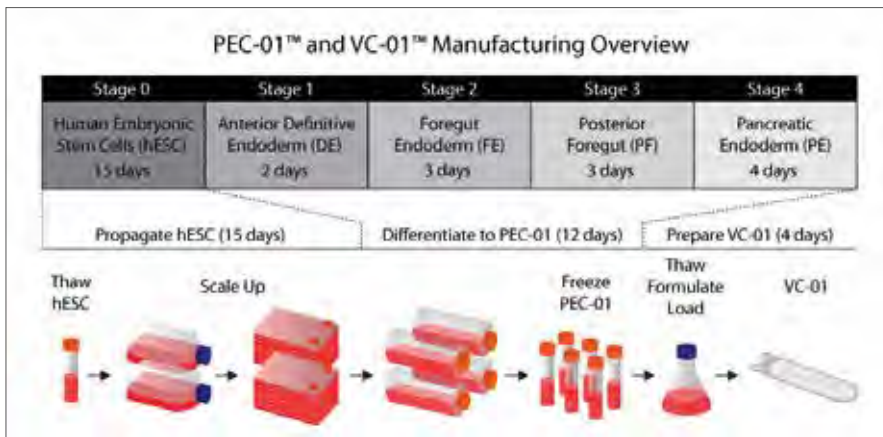 PEC-01™ and VC-01™ Manufacturing Overview
Stage 0 Stage 1 Stage 2 Stage 3 Stage 4
Human Embryonic Stem Cells (hESC) 15 days
Anterior Definitive Endoderm (DE) 2 days
Foregut Endoderm (FE) 3 days
Posterior Foregut (PF) 3 days
Pancreatic Endoderm (PE) 4 days
Propagate hESC (15 days) Differentiate to PEC-01 (12 days) Prepare VC-01 (4 days)
Thaw hESC
Scale Up
Freeze PEC-01
Thaw Formulate Load
VC-01